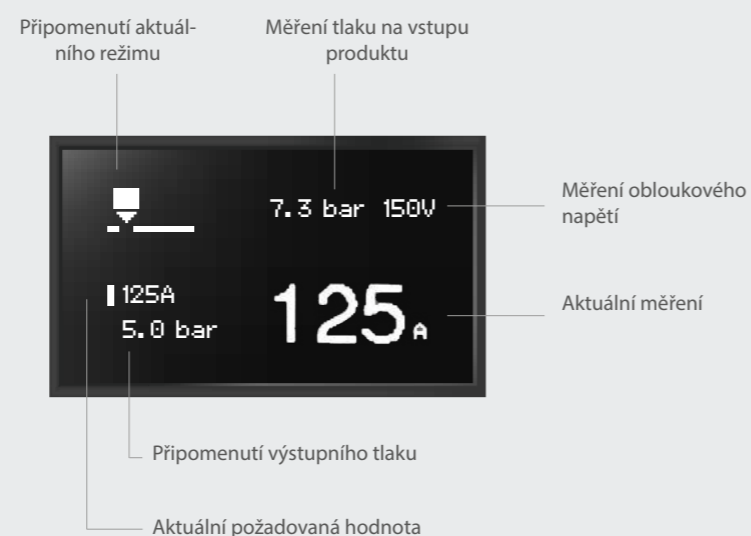 Připomenutí aktuál-
ního režimu
Měření tlaku na vstupu
produktu
7.3 bar 150V
Měření obloukového
napětí
125A
5.0 bar
125A
Aktuální měření
Připomenutí výstupního tlaku
Aktuální požadovaná hodnota